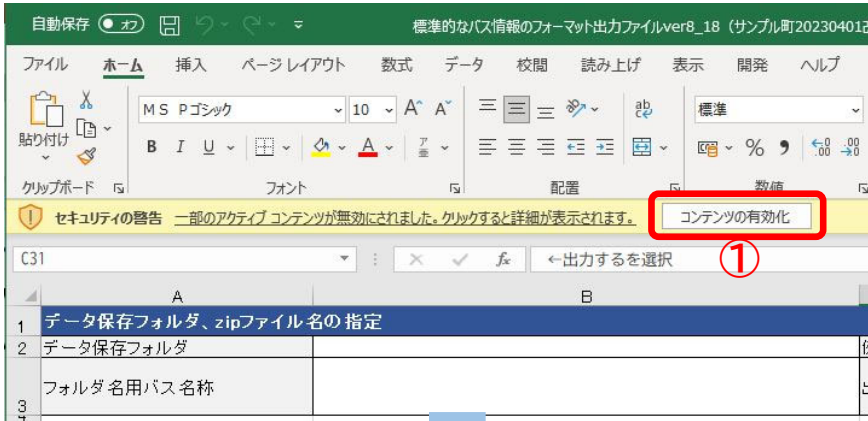 自動保存 オフ 標準的なバス情報のフォーマット出力ファイルver8_18（サンプル町20230401
ファイル ホーム 挿入 ページ レイアウト 数式 データ 校閲 読み上げ 表示 開発 ヘルプ
MS Pゴシック 10 A^ A˅ ab 標準
貼り付け B I U A ア亜 % 9 .00
クリップボード フォント 配置 数値
セキュリティの警告 一部のアクティブ コンテンツが無効にされました。クリックすると詳細が表示されます。 コンテンツの有効化
①
C31 fx ←出力するを選択
A B
1 データ保存フォルダ、zipファイル名の指定
2 データ保存フォルダ
3 フォルダ名用バス名称